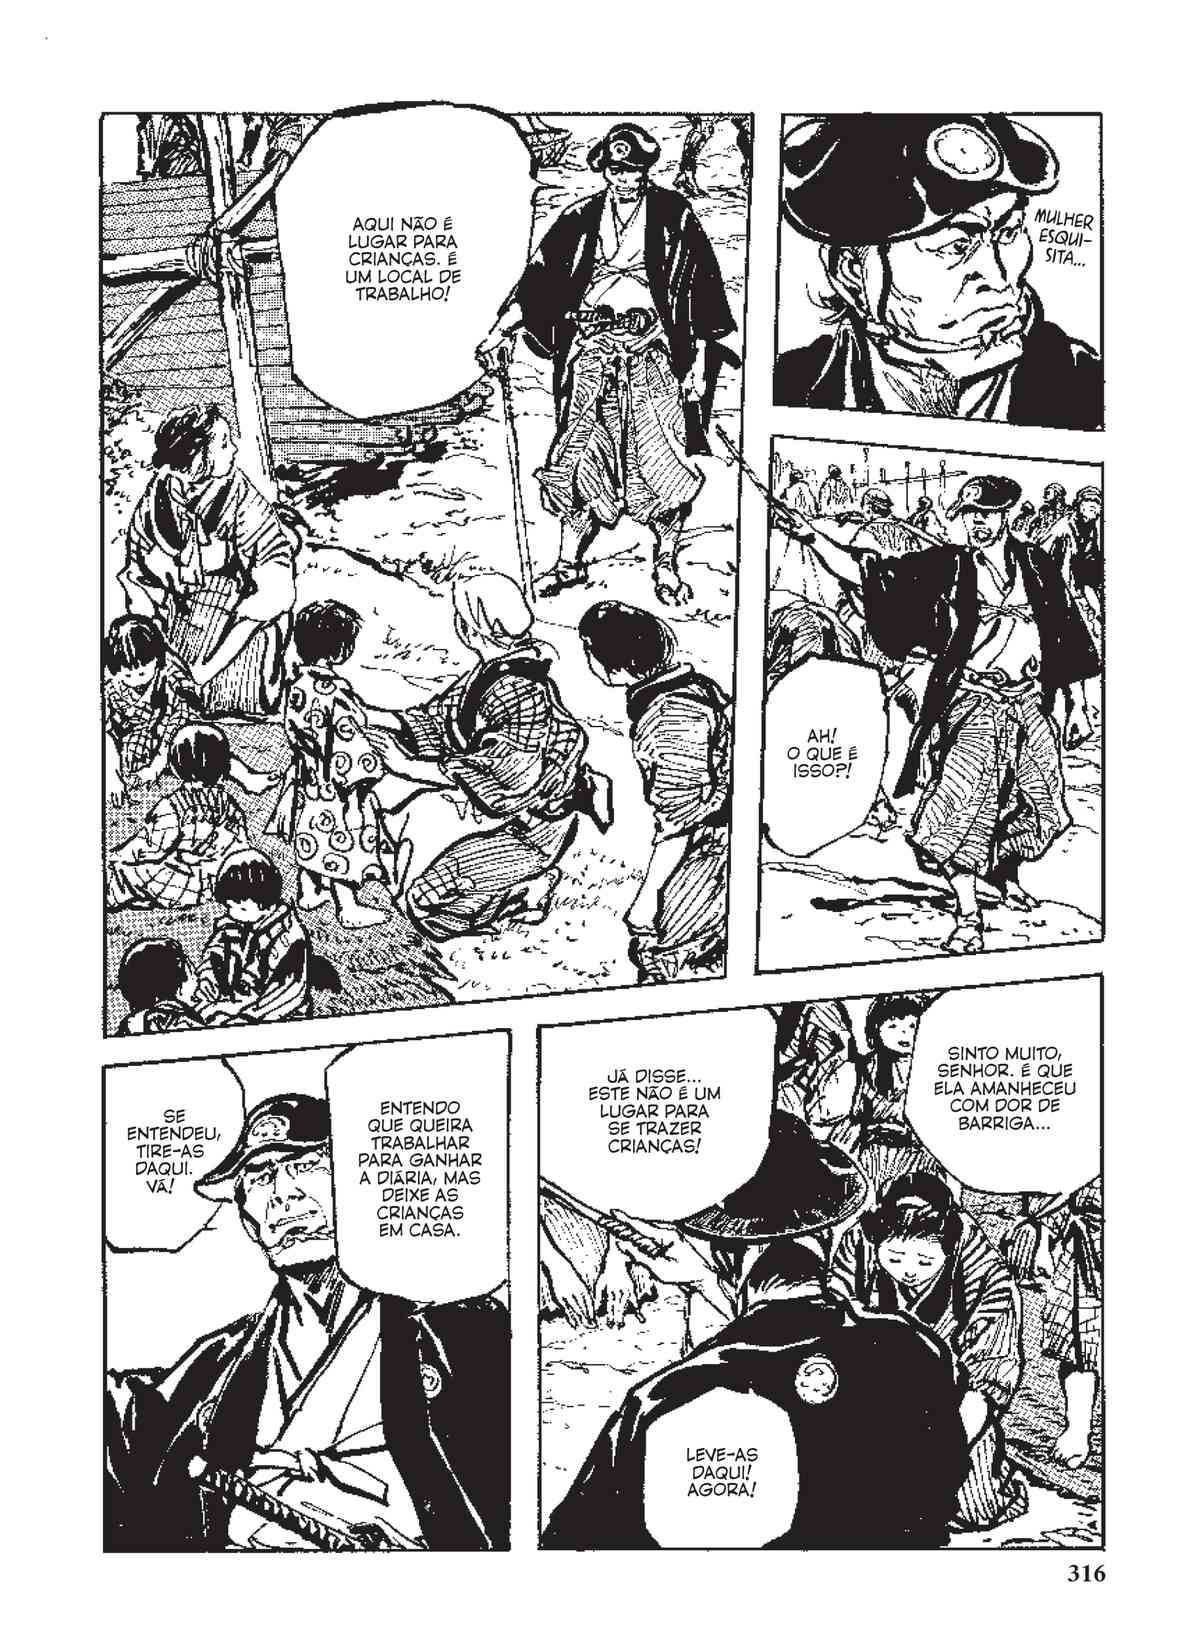 MULHER
ESQUI-
SITA...
AH!
O QUE É
ISSO?!
AQUI NÃO É
LUGAR PARA
CRIANÇAS. É
UM LOCAL DE
TRABALHO!
SINTO MUITO,
SENHOR. É QUE
ELA AMANHECEU
COM DOR DE
BARRIGA...
JÁ DISSE...
ESTE NÃO É UM
LUGAR PARA
SE TRAZER
CRIANÇAS!
LEVE-AS
DAQUI!
AGORA!
ENTENDO
QUE QUEIRA
TRABALHAR
PARA GANHAR
A DIÁRIA, MAS
DEIXE AS
CRIANÇAS
EM CASA.
SE
ENTENDEU,
TIRE-AS
DAQUI.
VÁ!
316